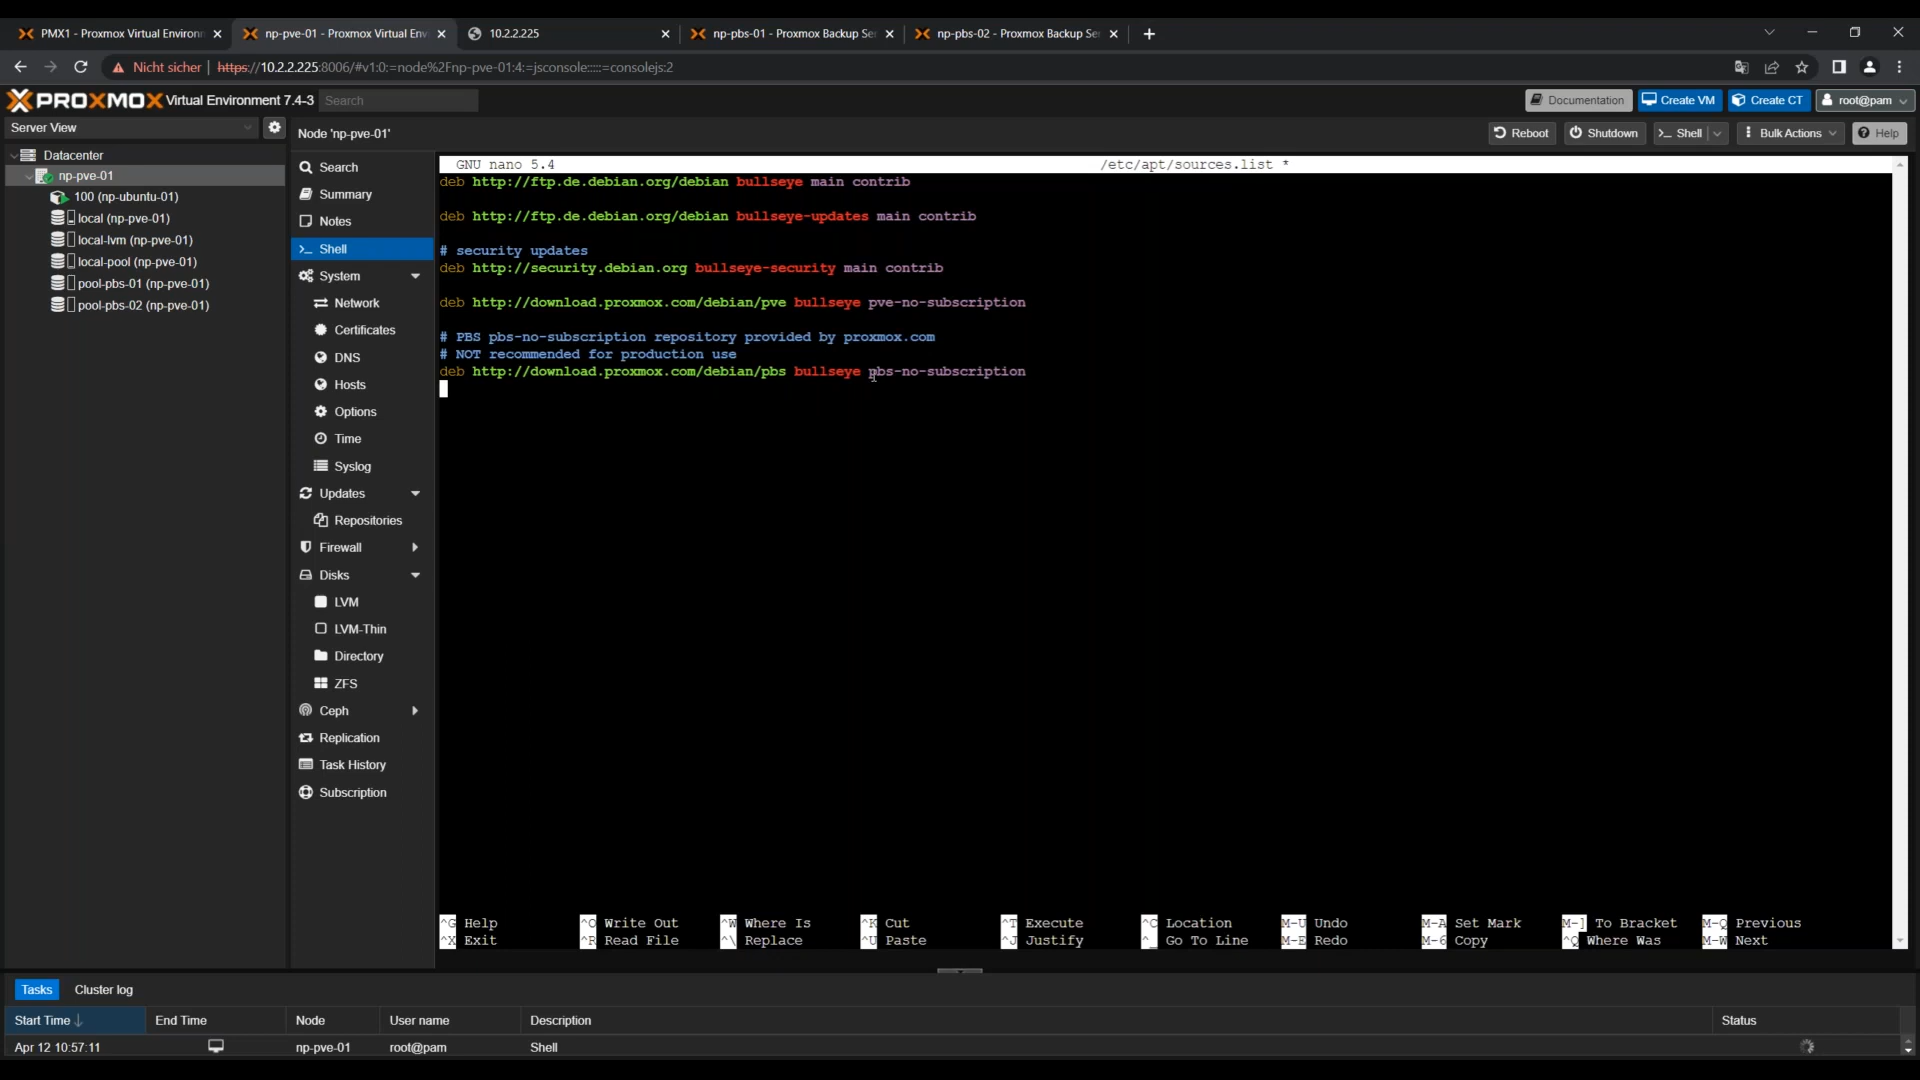 PMX1 - Proxmox Virtual Environ
np-pve-01 - Proxmox Virtual Env
10.2.2.225
np-pbs-01 - Proxmox Backup Se
np-pbs-02 - Proxmox Backup Se
Nicht sicher | https://10.2.2.225:8006/#v1:0:=node%2Fnp-pve-01:4:=jsconsole:::::=consolejs:2
PROXMOX Virtual Environment 7.4-3 Search
Documentation Create VM Create CT root@pam
Server View
Node 'np-pve-01'
Reboot Shutdown >_ Shell Bulk Actions Help
Datacenter
np-pve-01
100 (np-ubuntu-01)
local (np-pve-01)
local-lvm (np-pve-01)
local-pool (np-pve-01)
pool-pbs-01 (np-pve-01)
pool-pbs-02 (np-pve-01)
Search
Summary
Notes
>_ Shell
System
Network
Certificates
DNS
Hosts
Options
Time
Syslog
Updates
Repositories
Firewall
Disks
LVM
LVM-Thin
Directory
ZFS
Ceph
Replication
Task History
Subscription
GNU nano 5.4 /etc/apt/sources.list *
deb http://ftp.de.debian.org/debian bullseye main contrib
deb http://ftp.de.debian.org/debian bullseye-updates main contrib
# security updates
deb http://security.debian.org bullseye-security main contrib
deb http://download.proxmox.com/debian/pve bullseye pve-no-subscription
# PBS pbs-no-subscription repository provided by proxmox.com
# NOT recommended for production use
deb http://download.proxmox.com/debian/pbs bullseye pbs-no-subscription
^G Help ^O Write Out ^W Where Is ^K Cut ^T Execute ^C Location M-U Undo M-A Set Mark M-] To Bracket M-Q Previous
^X Exit ^R Read File ^\ Replace ^U Paste ^J Justify ^_ Go To Line M-E Redo M-6 Copy ^Q Where Was M-W Next
Tasks Cluster log
Start Time End Time Node User name Description Status
Apr 12 10:57:11 np-pve-01 root@pam Shell